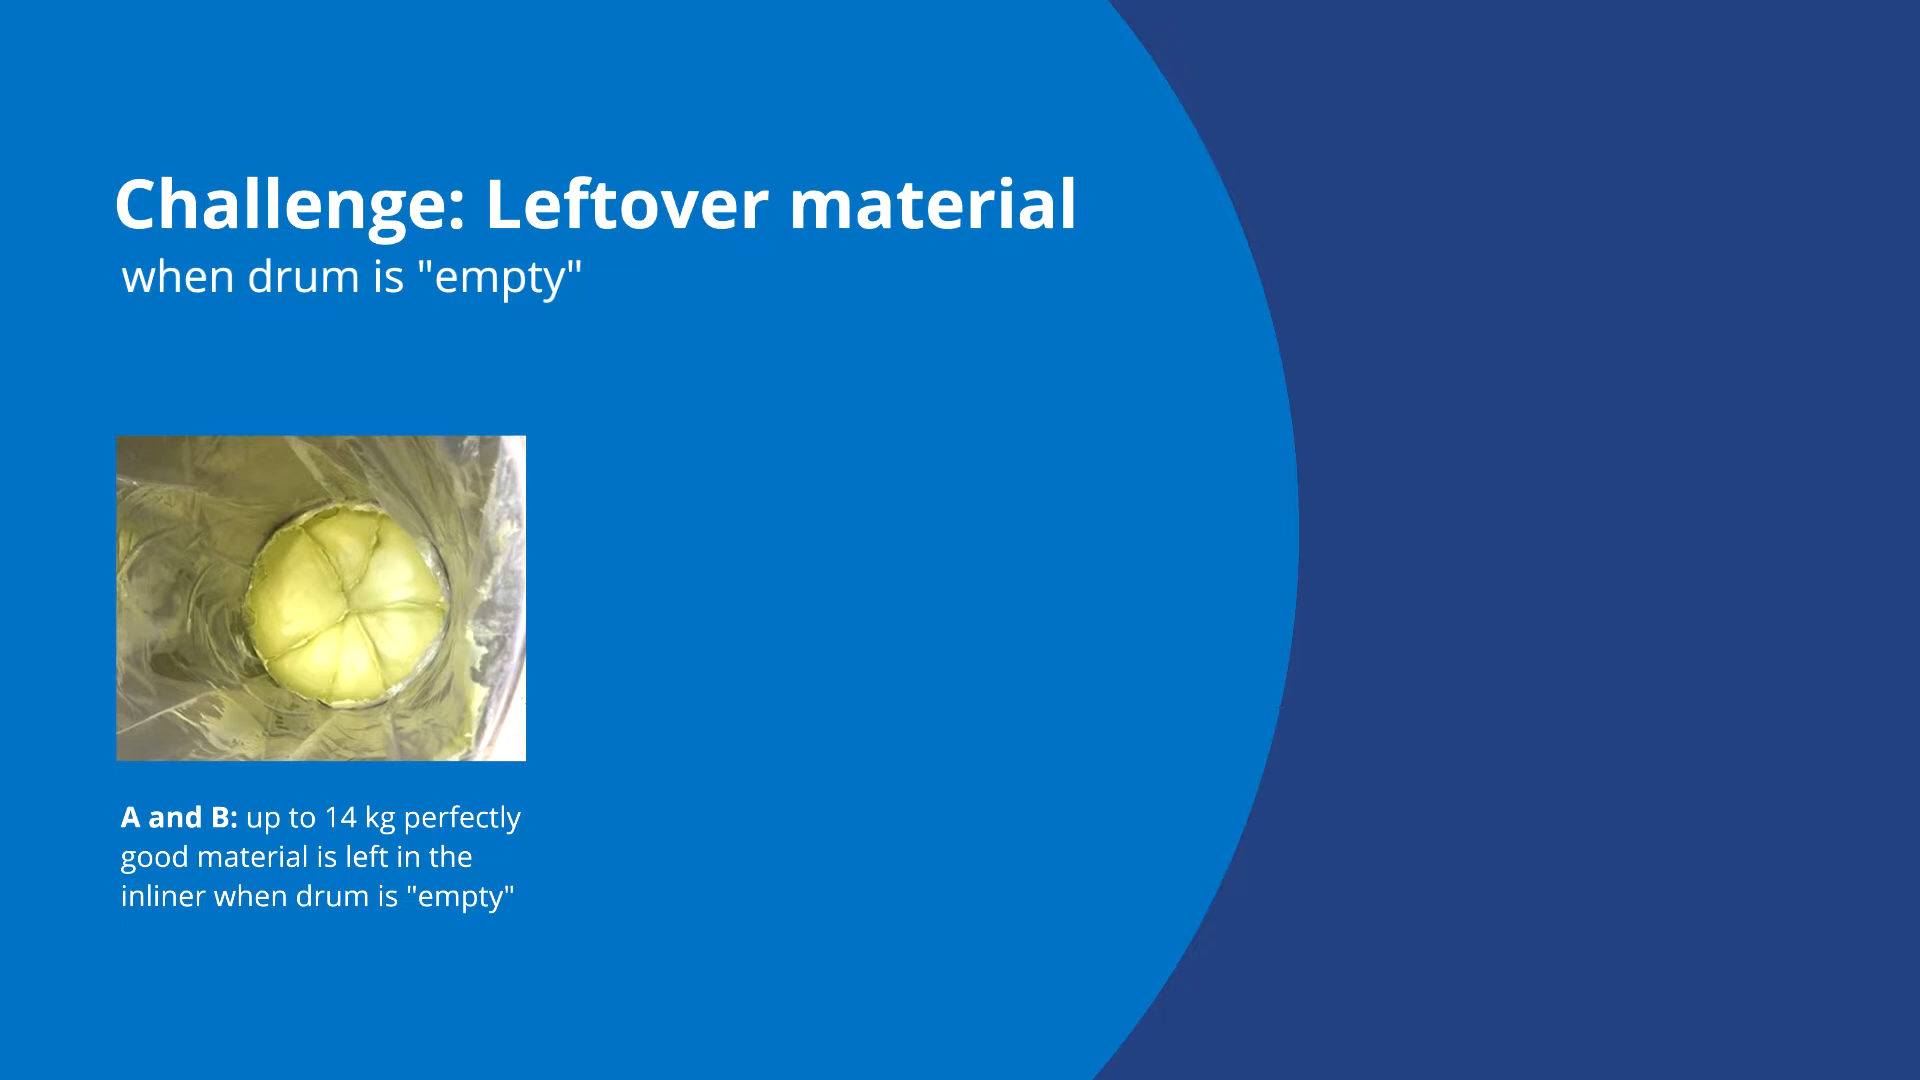 Challenge: Leftover material
when drum is "empty"
A and B: up to 14 kg perfectly
good material is left in the
inliner when drum is "empty"